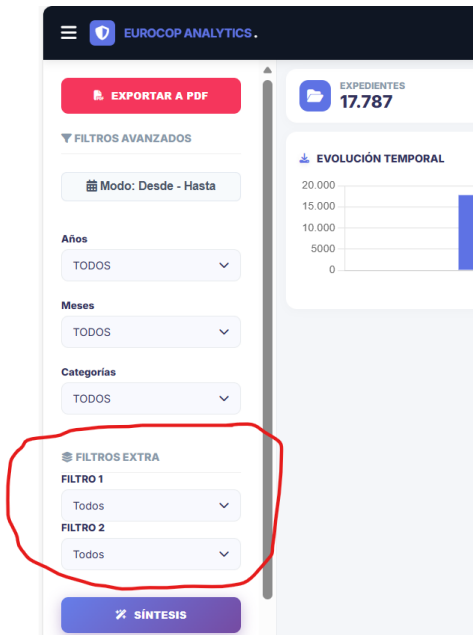 EUROCOP ANALYTICS.
EXPORTAR A PDF
FILTROS AVANZADOS
Modo: Desde - Hasta
Años
TODOS
Meses
TODOS
Categorías
TODOS
FILTROS EXTRA
FILTRO 1
Todos
FILTRO 2
Todos
SÍNTESIS
EXPEDIENTES
17.787
EVOLUCIÓN TEMPORAL
20.000
15.000
10.000
5000
0